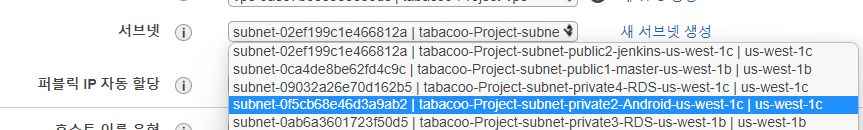 서브넷 subnet-02ef199c1e466812a | tabacoo-Project-subne 새 서브넷 생성
subnet-02ef199c1e466812a | tabacoo-Project-subnet-public2-jenkins-us-west-1c | us-west-1c
subnet-0ca4de8be62fd4c9c | tabacoo-Project-subnet-public1-master-us-west-1b | us-west-1b
퍼블릭 IP 자동 할당 subnet-09032a26e70d162b5 | tabacoo-Project-subnet-private4-RDS-us-west-1c | us-west-1c
subnet-0f5cb68e46d3a9ab2 | tabacoo-Project-subnet-private2-Android-us-west-1c | us-west-1c
subnet-0ab6a3601723f50d5 | tabacoo-Project-subnet-private3-RDS-us-west-1b | us-west-1b